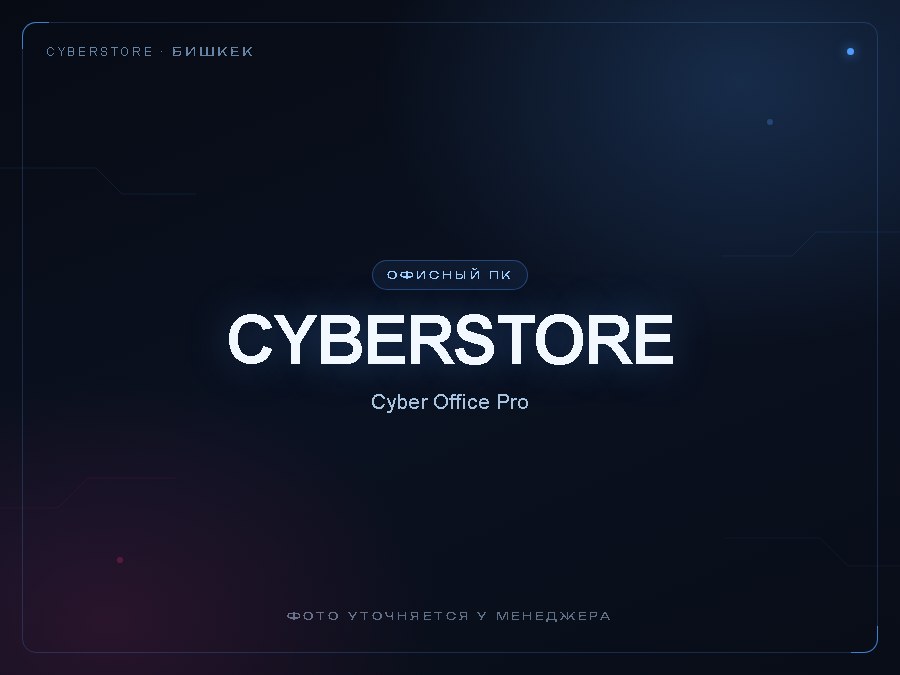 CYBERSTORE · БИШКЕК
ОФИСНЫЙ ПК
CYBERSTORE
Cyber Office Pro
ФОТО УТОЧНЯЕТСЯ У МЕНЕДЖЕРА